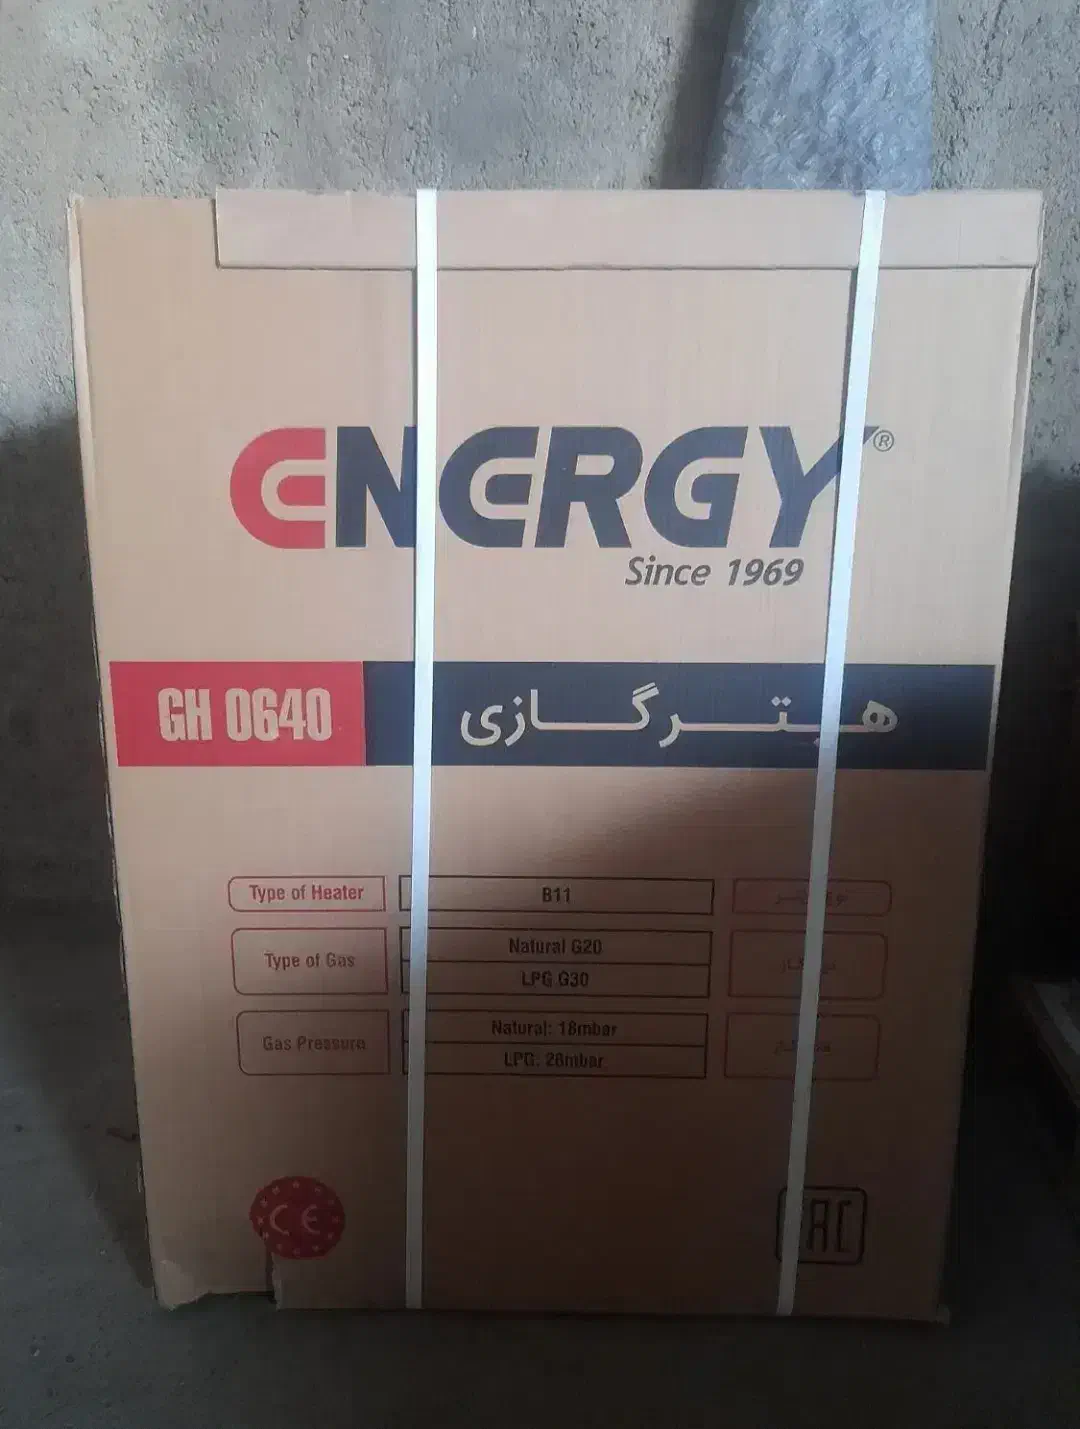 ENERGY®
Since 1969
GH 0640 هیتر گازی
Type of Heater B11
Type of Gas Natural G20
LPG G30
Gas Pressure Natural: 18mbar
LPG: 28mbar
CE EAC